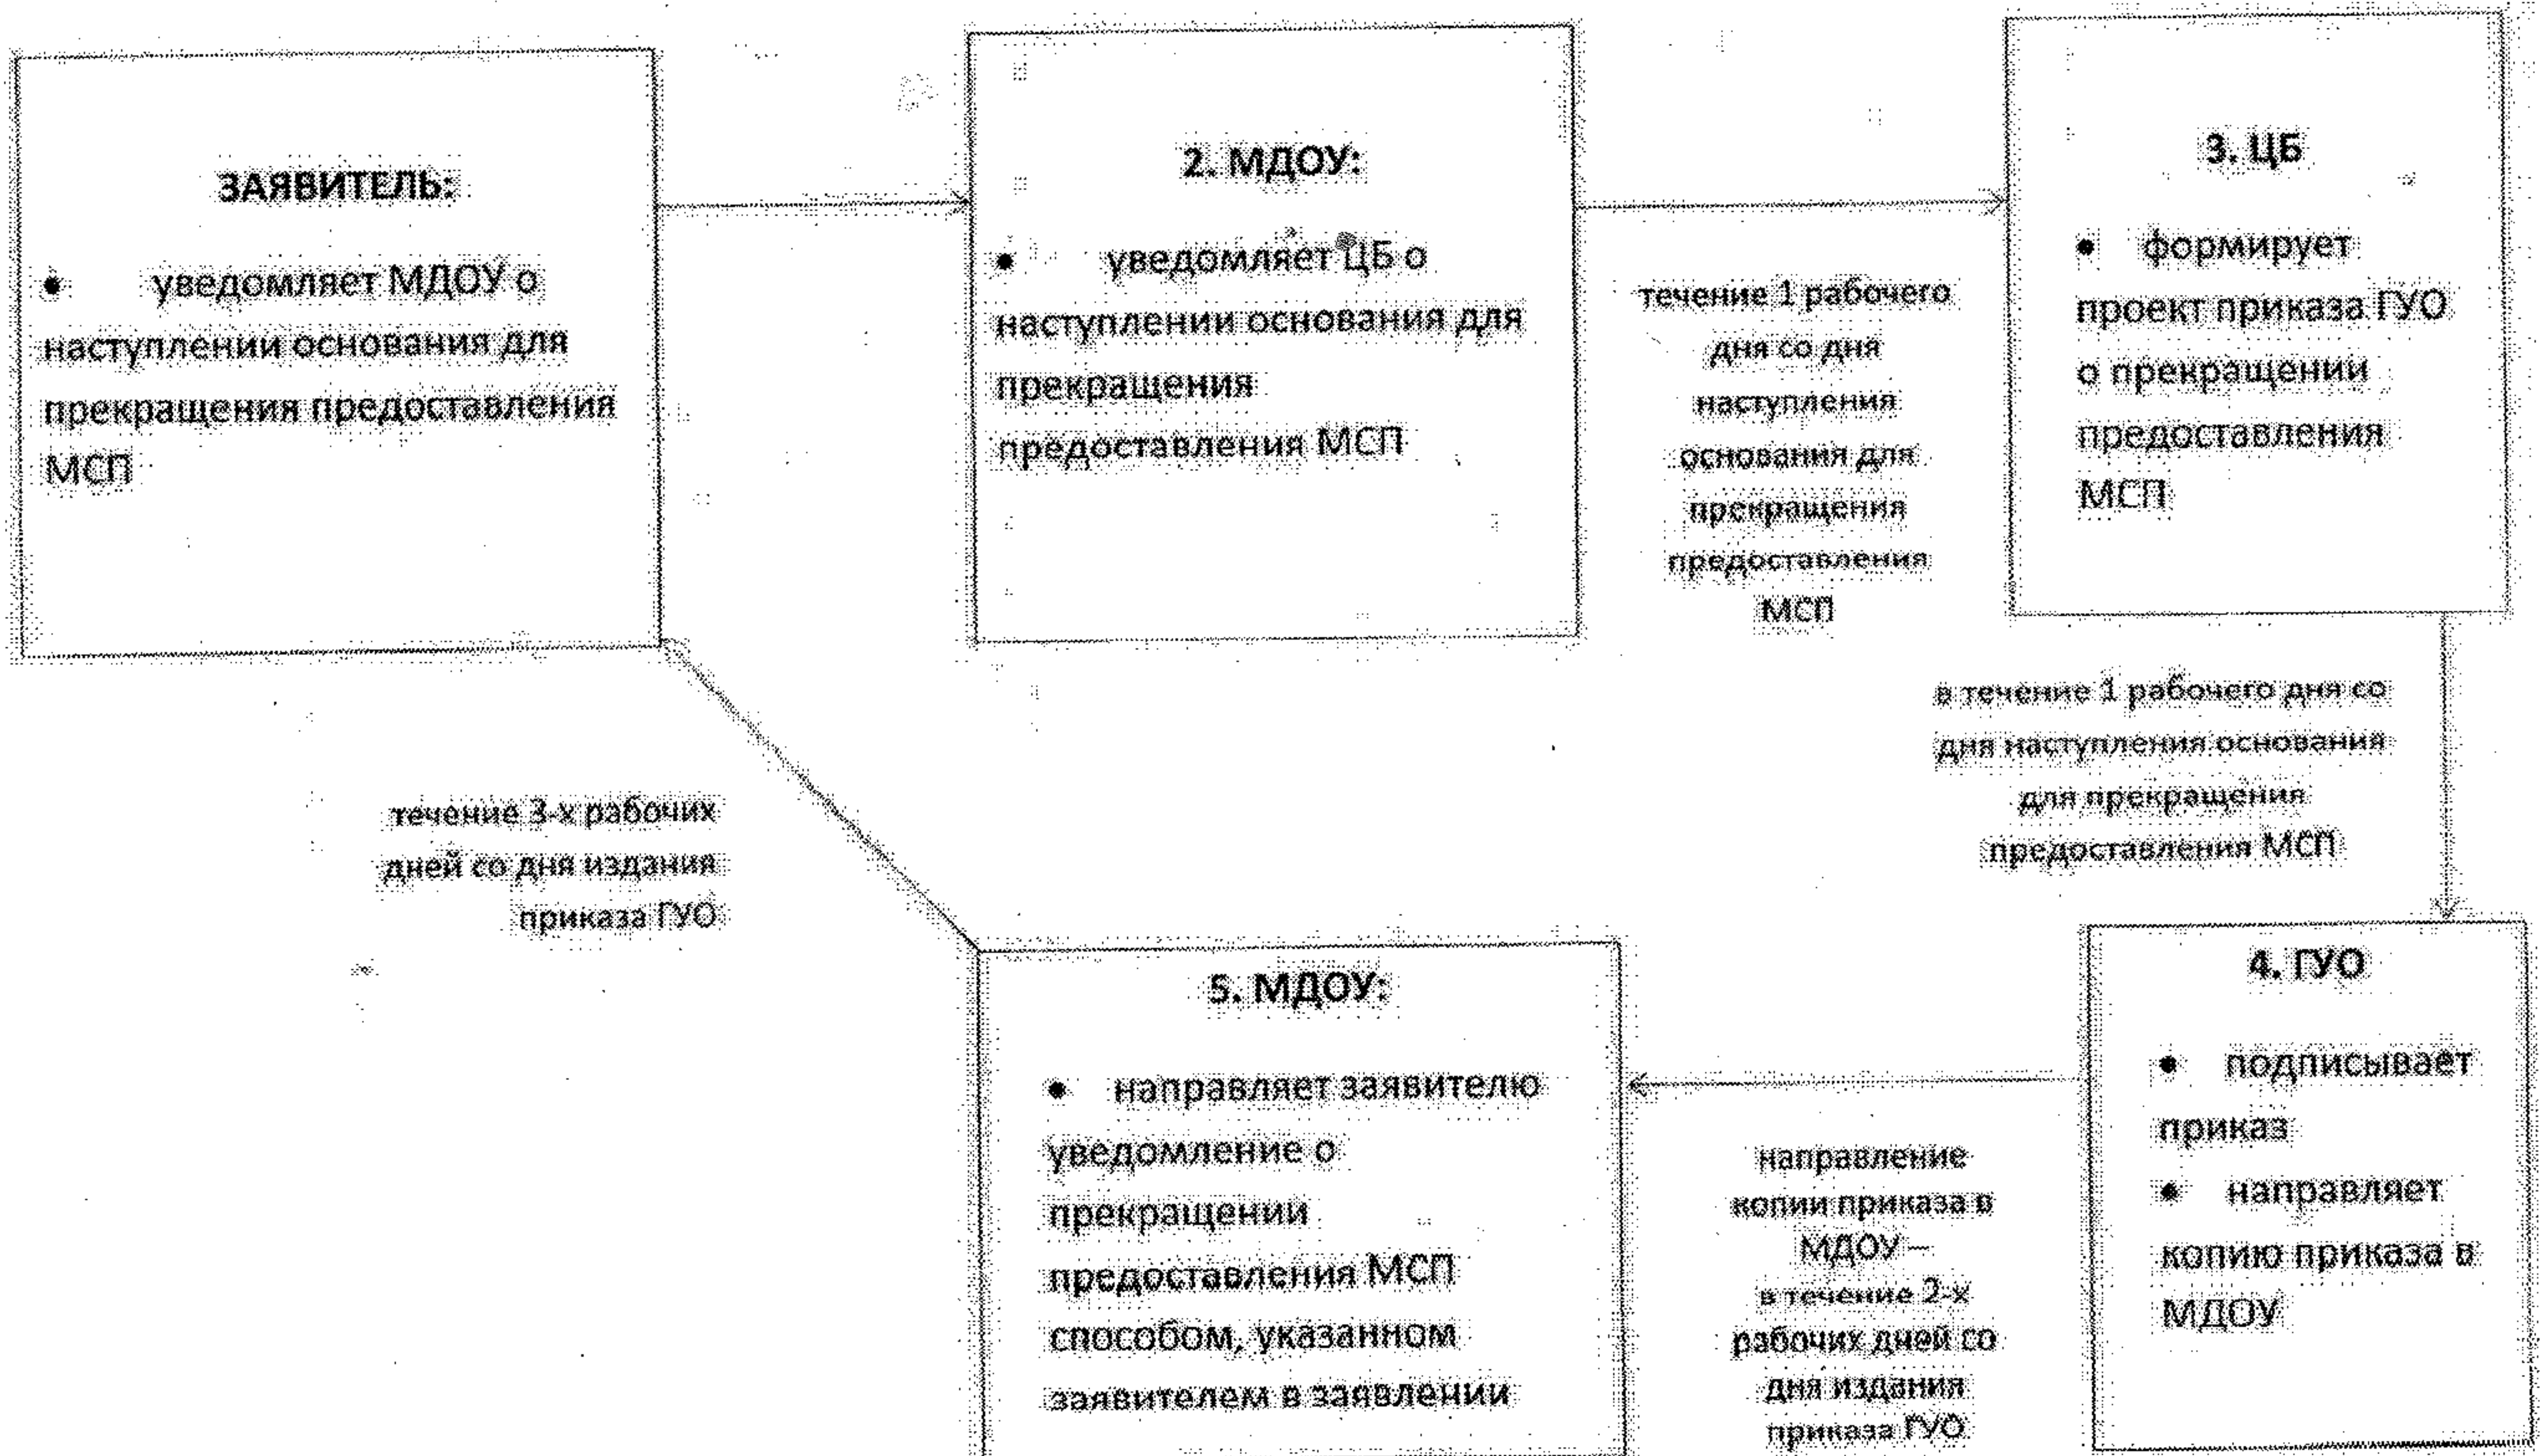 ЗАЯВИТЕЛЬ:
• уведомляет МДОУ о
наступлении основания для
прекращения предоставления
МСП
2. МДОУ:
• уведомляет ЦБ о
наступлении основания для
прекращения
предоставления МСП
течение 1 рабочего
дня со дня
наступления
основания для
прекращения
предоставления
МСП
3. ЦБ
• формирует
проект приказа ГУО
о прекращении
предоставления
МСП
в течение 1 рабочего дня со
дня наступления основания
для прекращения
предоставления МСП
4. ГУО
• подписывает
приказ
• направляет
копию приказа в
МДОУ
направление
копии приказа в
МДОУ –
в течение 2-х
рабочих дней со
дня издания
приказа ГУО
5. МДОУ:
• направляет заявителю
уведомление о
прекращении
предоставления МСП
способом, указанном
заявителем в заявлении
течение 3-х рабочих
дней со дня издания
приказа ГУО